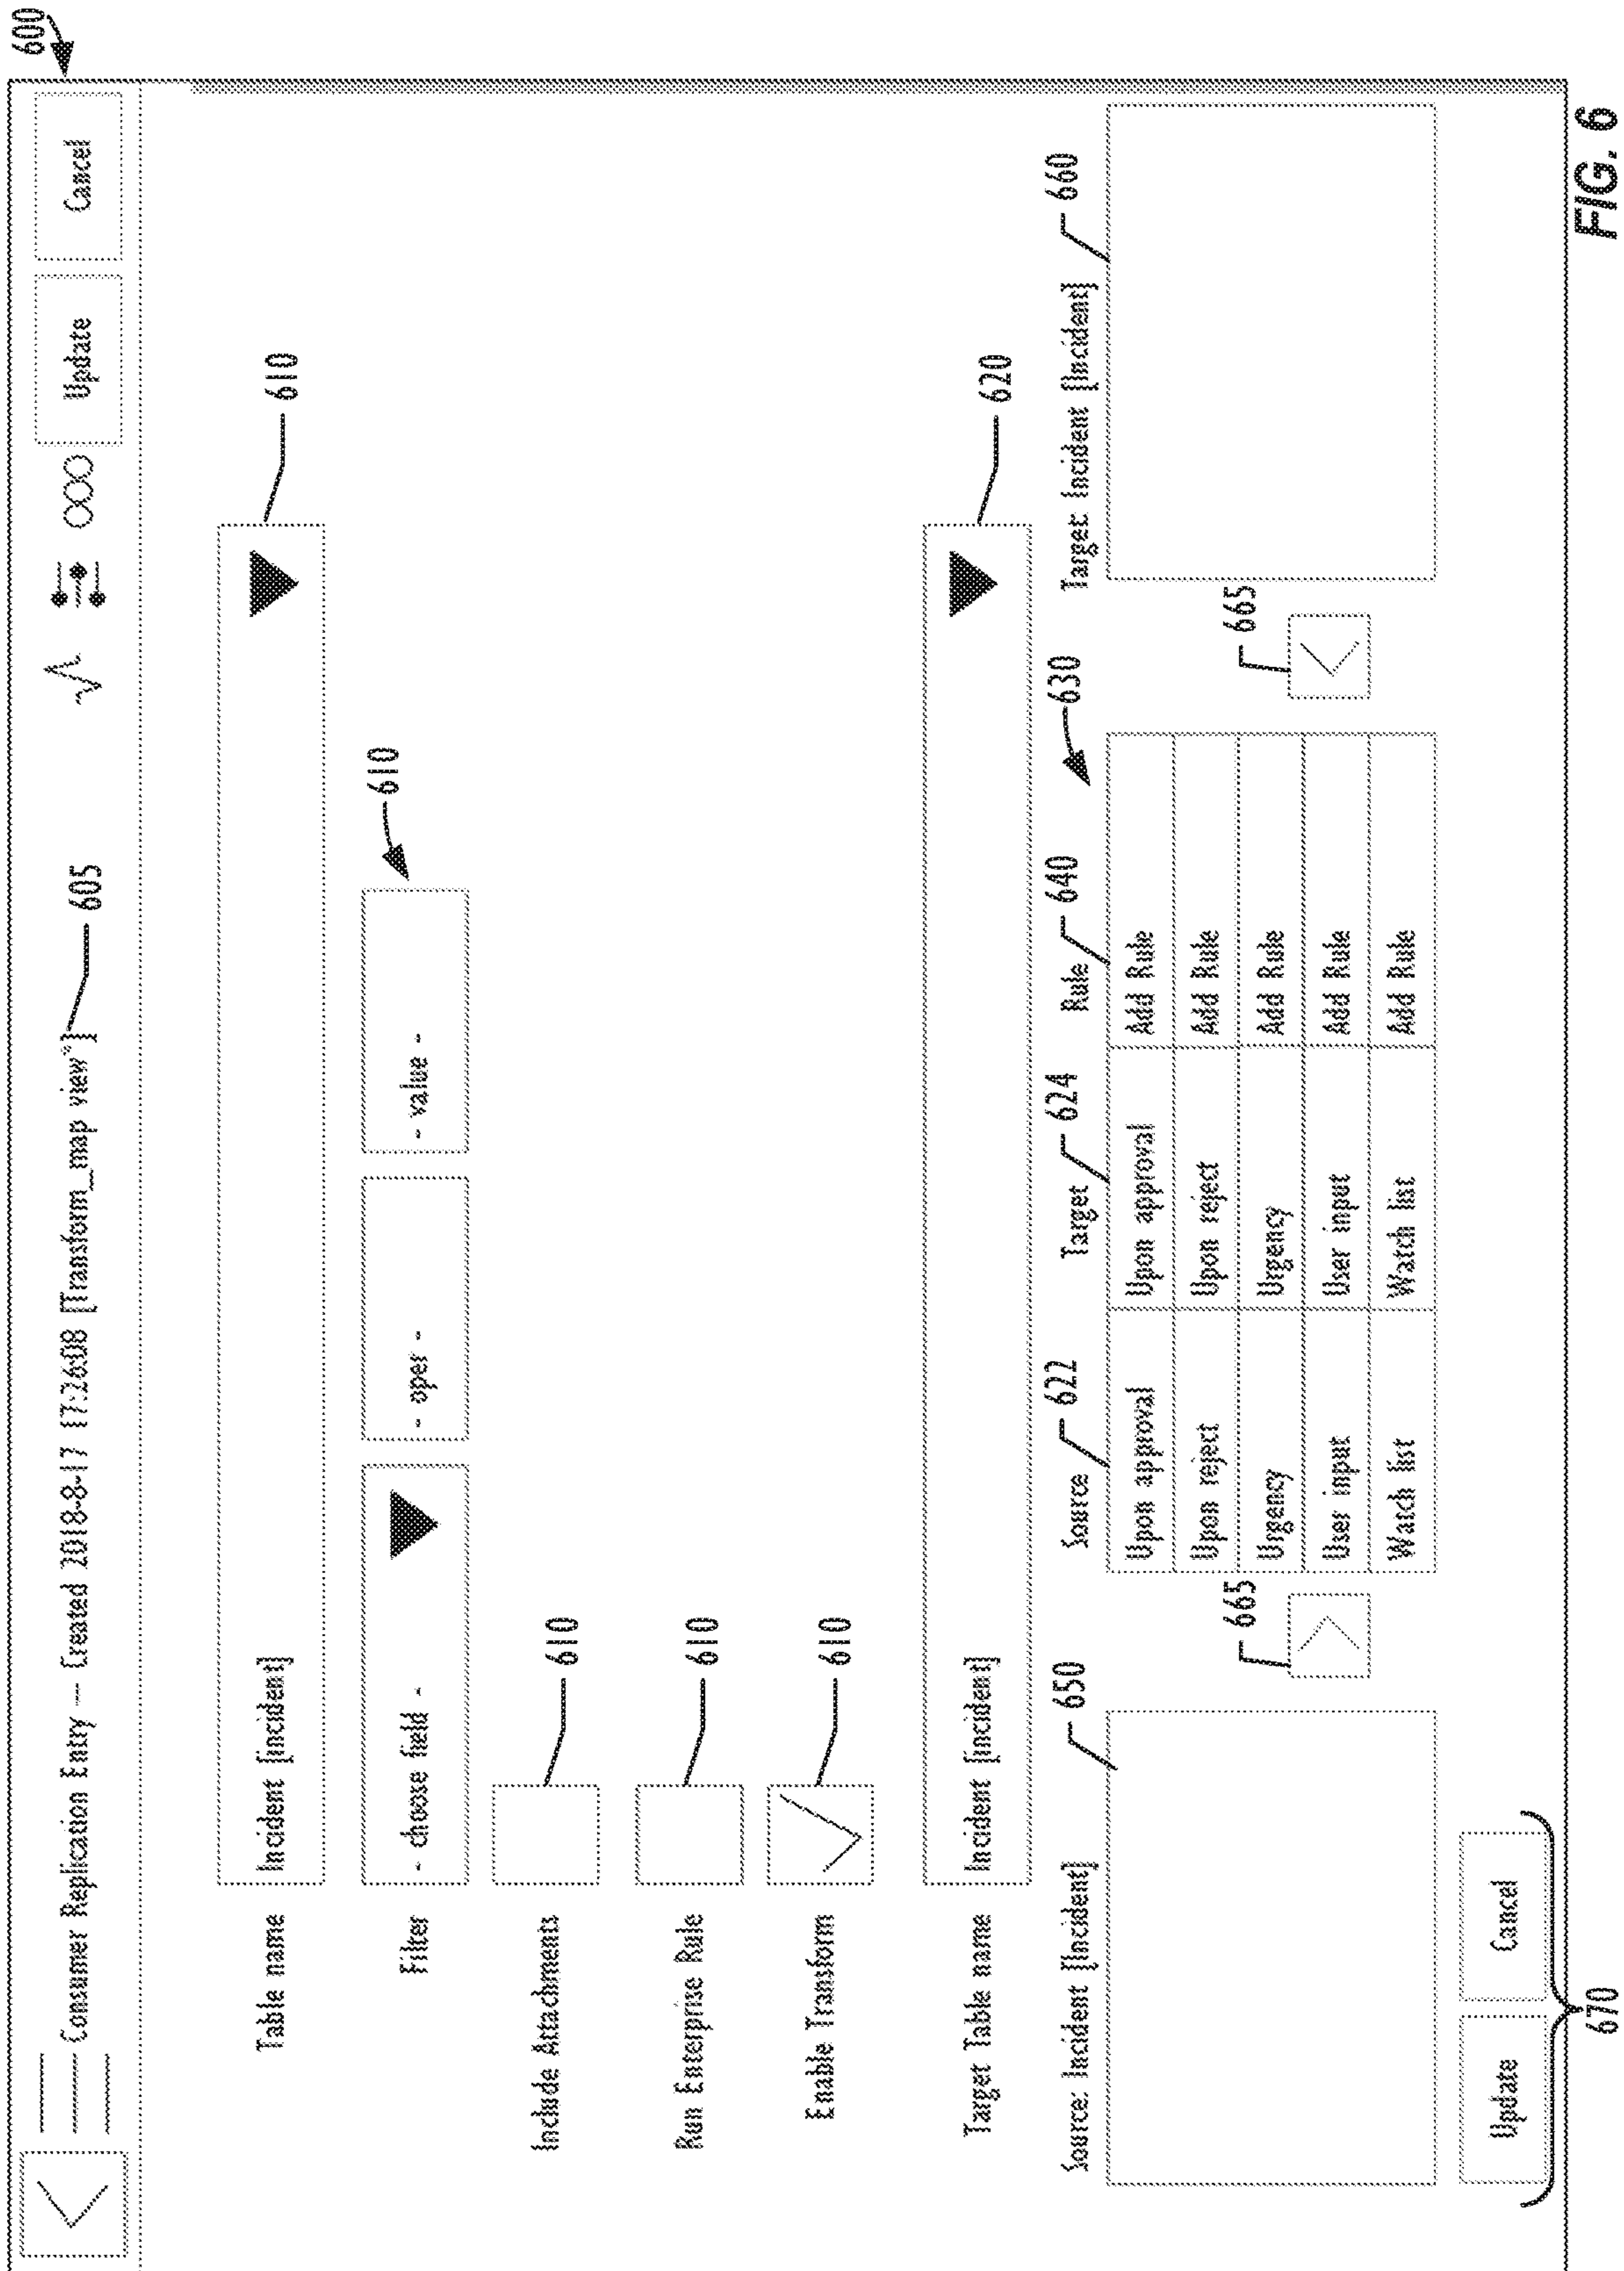 600
Consumer Replication Entry -- Created 2018-8-17 17:26:08 [Transform_map view*]
605
Update
Cancel
Table name
Incident [incident]
610
Filter
- choose field -
- oper -
- value -
610
Include Attachments
610
Run Enterprise Rule
610
Enable Transform
610
Target Table name
Incident [incident]
620
Source: Incident [Incident]
650
Source
622
Target
624
Rule
640
630
Target: Incident [Incident]
660
Upon approval Upon approval Add Rule
Upon reject Upon reject Add Rule
Urgency Urgency Add Rule
User input User input Add Rule
Watch list Watch list Add Rule
665
665
Update
Cancel
670
FIG. 6